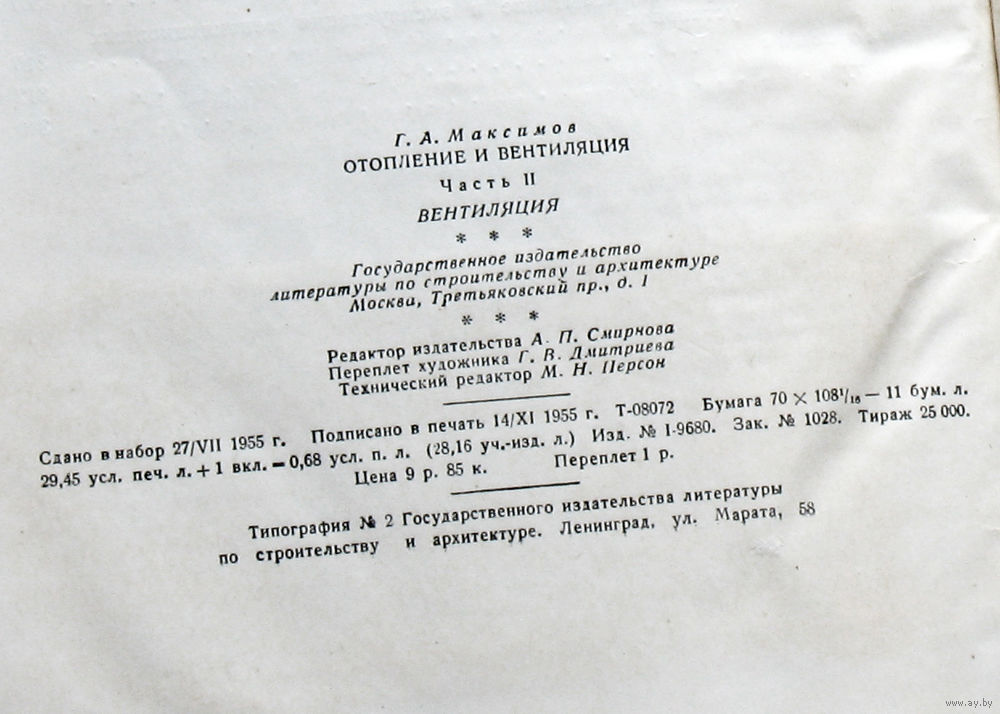 Г. А. Максимов
ОТОПЛЕНИЕ И ВЕНТИЛЯЦИЯ
Часть II
ВЕНТИЛЯЦИЯ
* * *
Государственное издательство
литературы по строительству и архитектуре
Москва, Третьяковский пр., д. 1
* * *
Редактор издательства А. П. Смирнова
Переплет художника Г. В. Дмитриева
Технический редактор М. Н. Персон
Сдано в набор 27/VII 1955 г. Подписано в печать 14/XI 1955 г. Т-08072 Бумага 70 × 108¹/₁₆ — 11 бум. л.
29,45 усл. печ. л. + 1 вкл. = 0,68 усл. п. л. (28,16 уч.-изд. л.) Изд. № I-9680. Зак. № 1028. Тираж 25 000.
Цена 9 р. 85 к. Переплет 1 р.
Типография № 2 Государственного издательства литературы
по строительству и архитектуре. Ленинград, ул. Марата, 58
www.ay.by